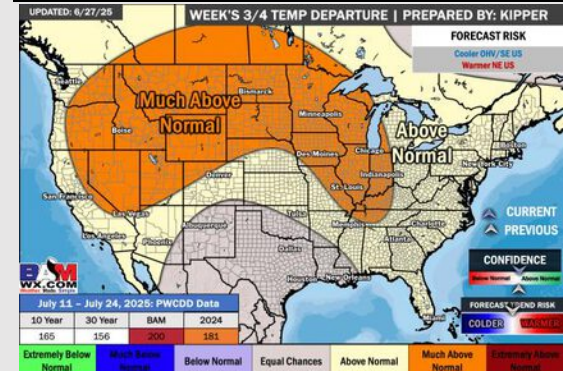 UPDATED: 6/27/25
WEEK'S 3/4 TEMP DEPARTURE | PREPARED BY: KIPPER
FORECAST RISK
Cooler OHV/SE US
Warmer NE US
Seattle
Bismarck
Much Above
Normal
Minneapolis
Boise
Above
Normal
Boston
Chicago
New York City
Des Moines
Indianapolis
Denver
St. Louis
San Francisco
Las Vegas
Tulsa
Memphis
Charlotte
Albuquerque
Los Angeles
Phoenix
Atlanta
Dallas
Houston
New Orleans
Miami
CURRENT
PREVIOUS
CONFIDENCE
Below Normal
Above Normal
FORECAST TREND RISK
COLDER
WARMER
BAM
WX.COM
July 11 – July 24, 2025: PWCDD Data
10 Year 30 Year BAM 2024
165 156 200 181
Extremely Below Normal
Much Below Normal
Below Normal
Equal Chances
Above Normal
Much Above Normal
Extremely Above Normal